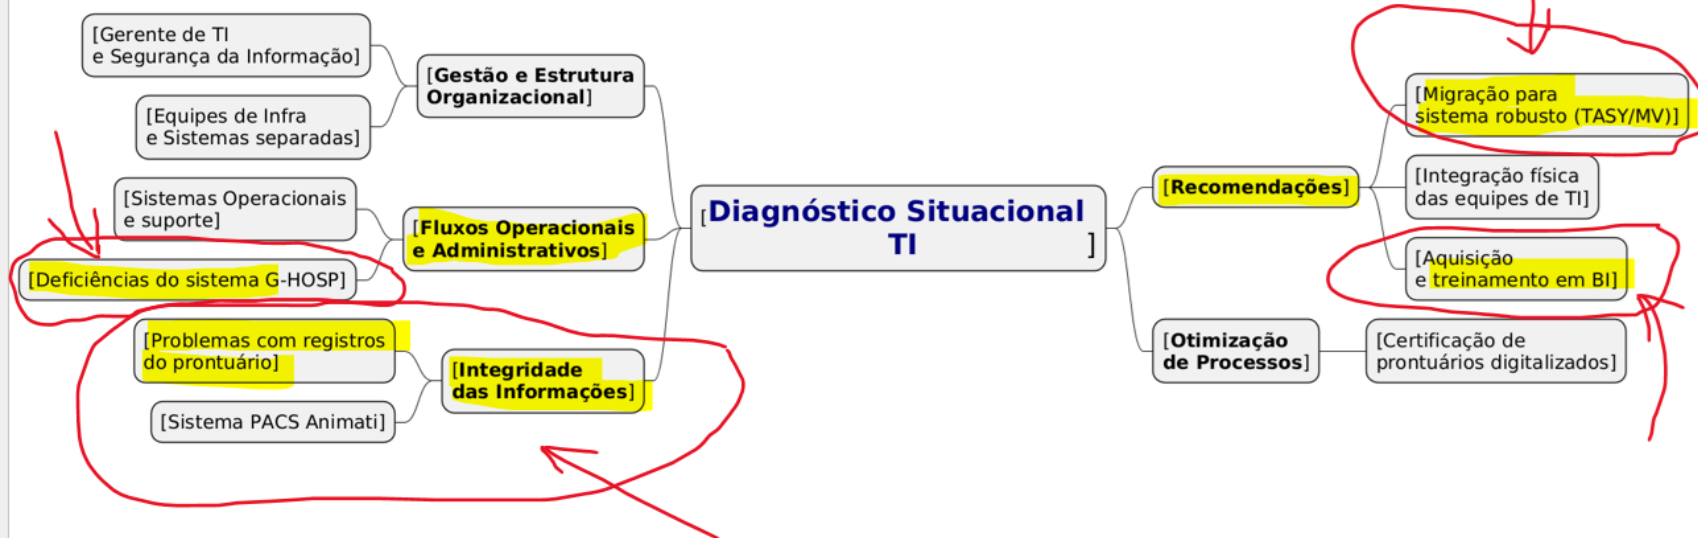 [Gerente de TI
e Segurança da Informação]
[Equipes de Infra
e Sistemas separadas]
[Gestão e Estrutura
Organizacional]
[Sistemas Operacionais
e suporte]
[Deficiências do sistema G-HOSP]
[Fluxos Operacionais
e Administrativos]
[Problemas com registros
do prontuário]
[Sistema PACS Animati]
[Integridade
das Informações]
[Diagnóstico Situacional
TI ]
[Recomendações]
[Migração para
sistema robusto (TASY/MV)]
[Integração física
das equipes de TI]
[Aquisição
e treinamento em BI]
[Otimização
de Processos]
[Certificação de
prontuários digitalizados]